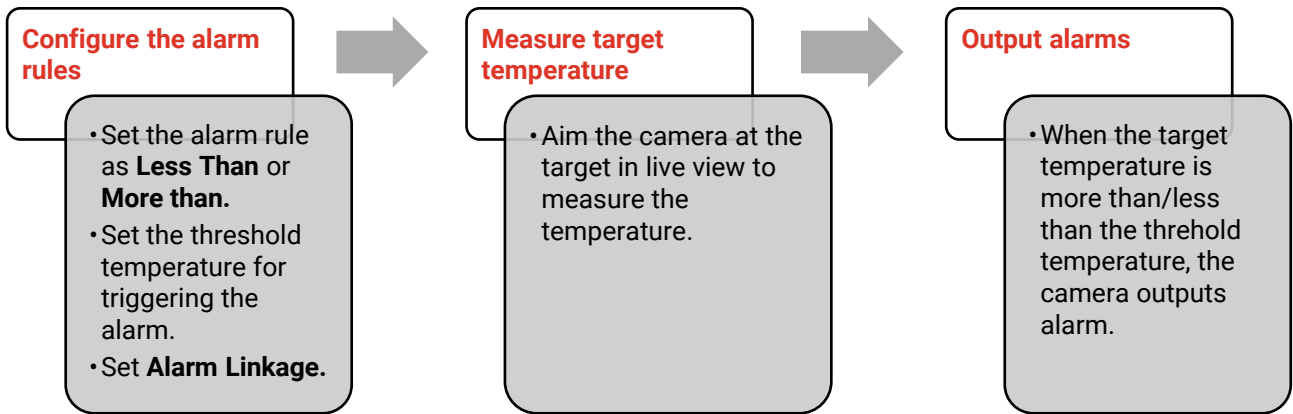 Configure the alarm
rules
• Set the alarm rule
as Less Than or
More than.
• Set the threshold
temperature for
triggering the
alarm.
• Set Alarm Linkage.
Measure target
temperature
• Aim the camera at the
target in live view to
measure the
temperature.
Output alarms
• When the target
temperature is
more than/less
than the threhold
temperature, the
camera outputs
alarm.